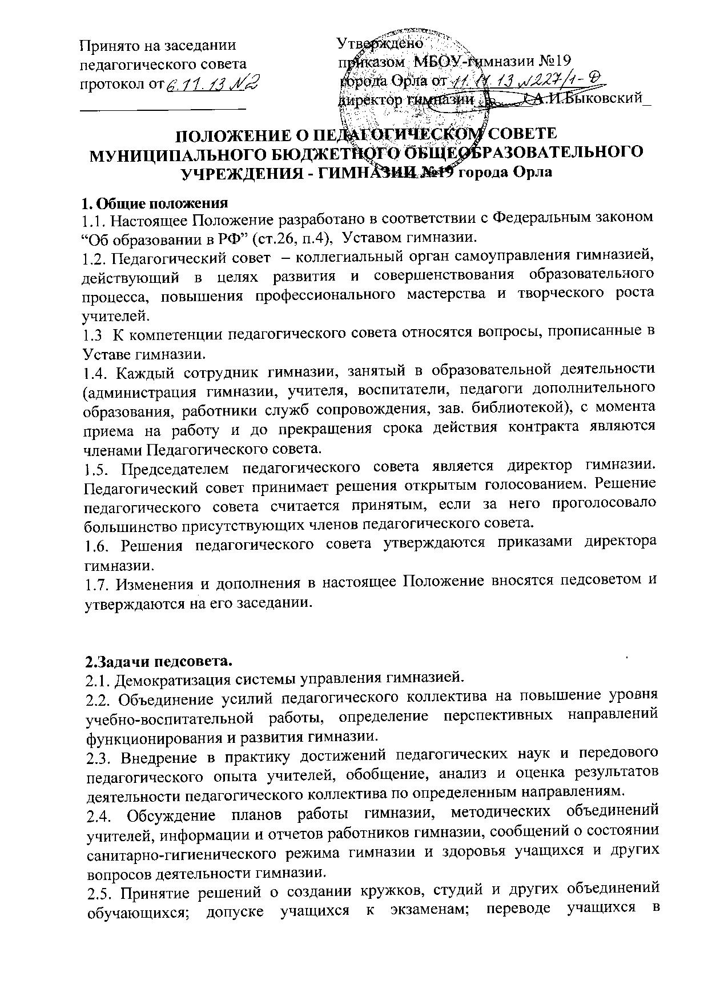 Принято на заседании
педагогического совета
протокол от 6.11.13 №2
Утверждено
приказом МБОУ-гимназии №19
города Орла от 11.11.13 №227/1-Ф
директор гимназии А.И.Быковский_
ПОЛОЖЕНИЕ О ПЕДАГОГИЧЕСКОМ СОВЕТЕ
МУНИЦИПАЛЬНОГО БЮДЖЕТНОГО ОБЩЕОБРАЗОВАТЕЛЬНОГО
УЧРЕЖДЕНИЯ - ГИМНАЗИИ №19 города Орла
1. Общие положения
1.1. Настоящее Положение разработано в соответствии с Федеральным законом
“Об образовании в РФ” (ст.26, п.4), Уставом гимназии.
1.2. Педагогический совет – коллегиальный орган самоуправления гимназией,
действующий в целях развития и совершенствования образовательного
процесса, повышения профессионального мастерства и творческого роста
учителей.
1.3 К компетенции педагогического совета относятся вопросы, прописанные в
Уставе гимназии.
1.4. Каждый сотрудник гимназии, занятый в образовательной деятельности
(администрация гимназии, учителя, воспитатели, педагоги дополнительного
образования, работники служб сопровождения, зав. библиотекой), с момента
приема на работу и до прекращения срока действия контракта являются
членами Педагогического совета.
1.5. Председателем педагогического совета является директор гимназии.
Педагогический совет принимает решения открытым голосованием. Решение
педагогического совета считается принятым, если за него проголосовало
большинство присутствующих членов педагогического совета.
1.6. Решения педагогического совета утверждаются приказами директора
гимназии.
1.7. Изменения и дополнения в настоящее Положение вносятся педсоветом и
утверждаются на его заседании.
2.Задачи педсовета.
2.1. Демократизация системы управления гимназией.
2.2. Объединение усилий педагогического коллектива на повышение уровня
учебно-воспитательной работы, определение перспективных направлений
функционирования и развития гимназии.
2.3. Внедрение в практику достижений педагогических наук и передового
педагогического опыта учителей, обобщение, анализ и оценка результатов
деятельности педагогического коллектива по определенным направлениям.
2.4. Обсуждение планов работы гимназии, методических объединений
учителей, информации и отчетов работников гимназии, сообщений о состоянии
санитарно-гигиенического режима гимназии и здоровья учащихся и других
вопросов деятельности гимназии.
2.5. Принятие решений о создании кружков, студий и других объединений
обучающихся; допуске учащихся к экзаменам; переводе учащихся в